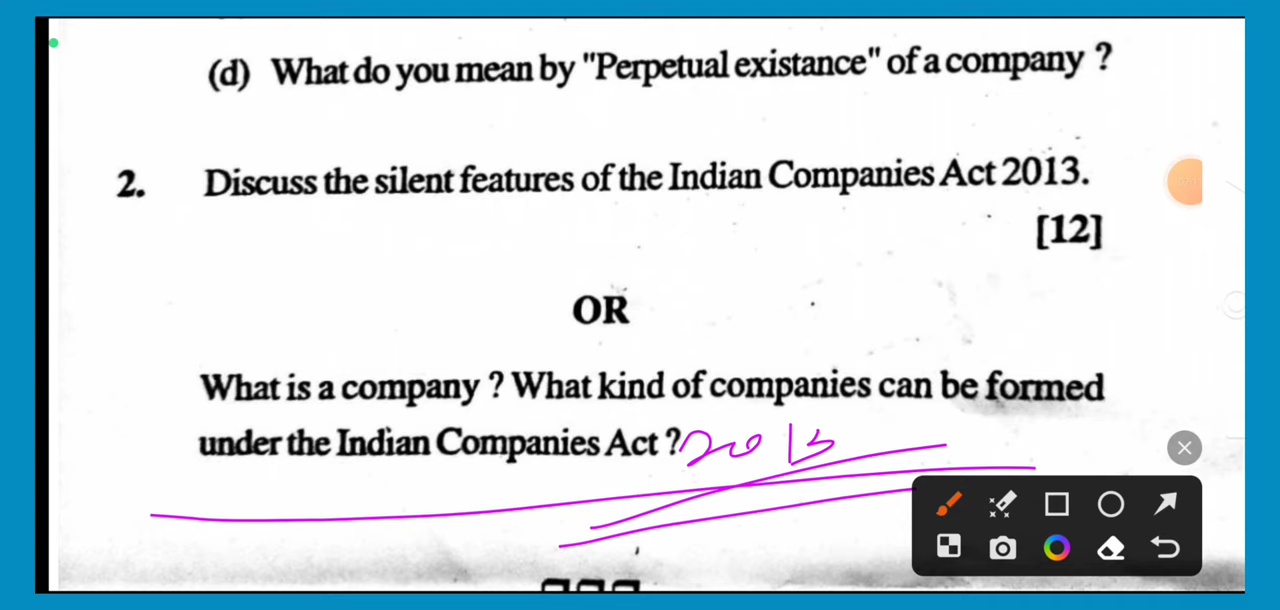 (d) What do you mean by "Perpetual existance" of a company ?
2. Discuss the silent features of the Indian Companies Act 2013.
[12]
OR
What is a company ? What kind of companies can be formed
under the Indian Companies Act ? 2013